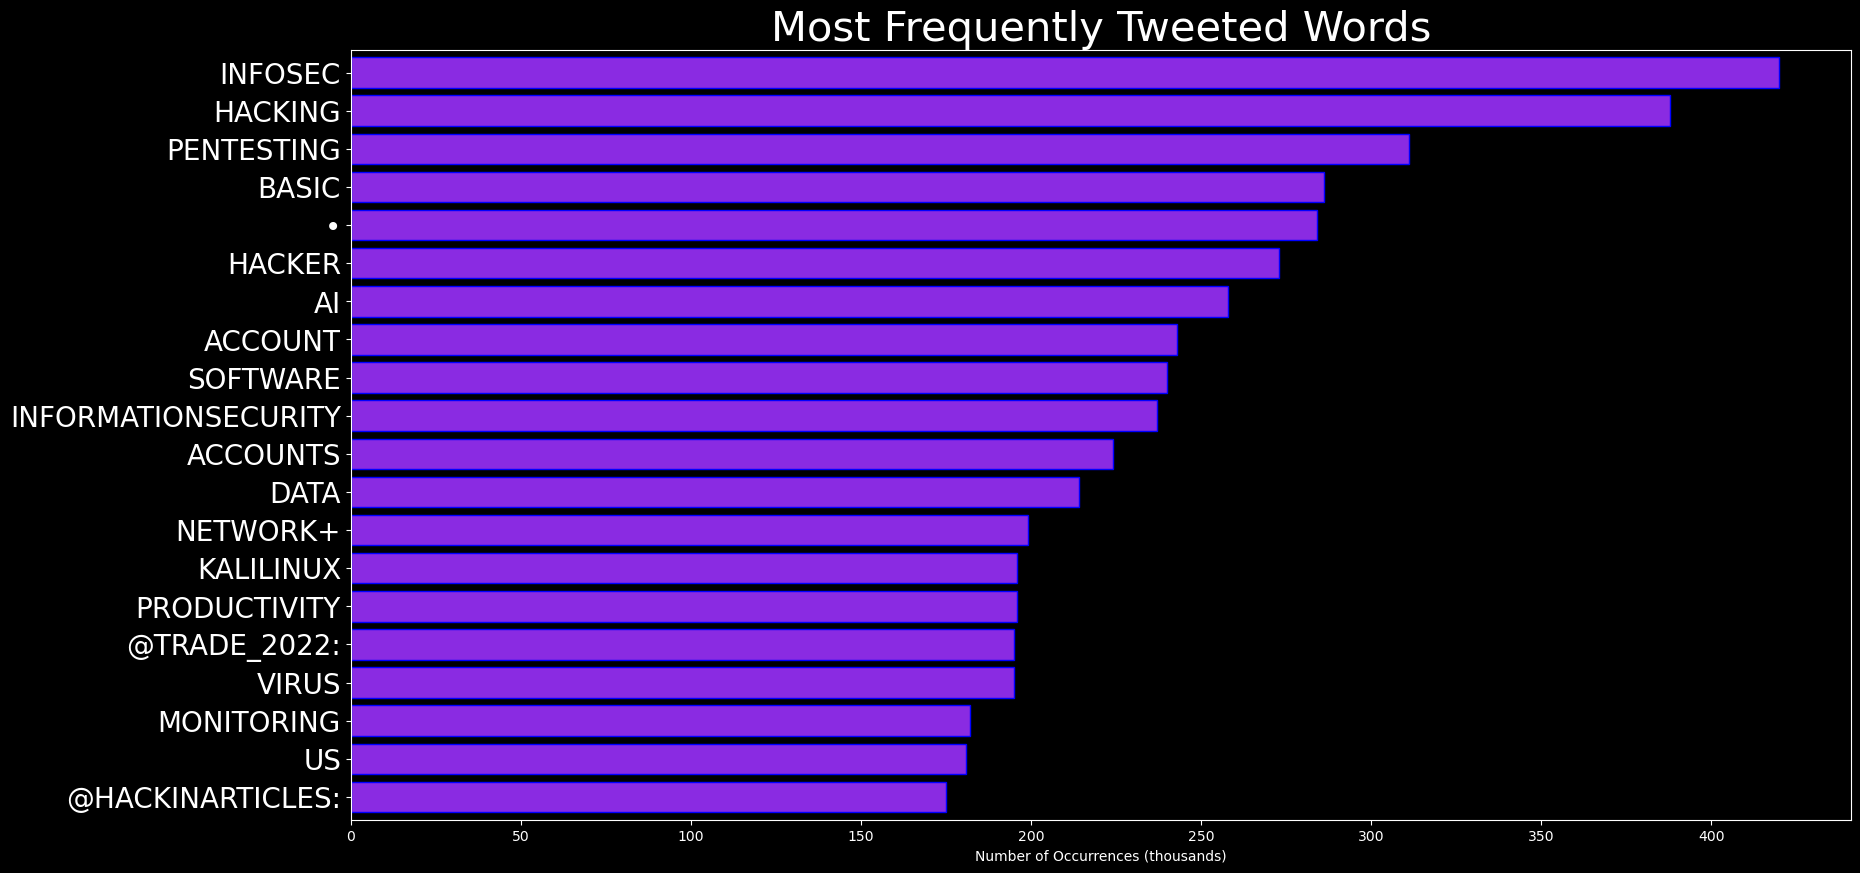 Most Frequently Tweeted Words
INFOSEC
HACKING
PENTESTING
BASIC
•
HACKER
AI
ACCOUNT
SOFTWARE
INFORMATIONSECURITY
ACCOUNTS
DATA
NETWORK+
KALILINUX
PRODUCTIVITY
@TRADE_2022:
VIRUS
MONITORING
US
@HACKINARTICLES:
0 50 100 150 200 250 300 350 400
Number of Occurrences (thousands)